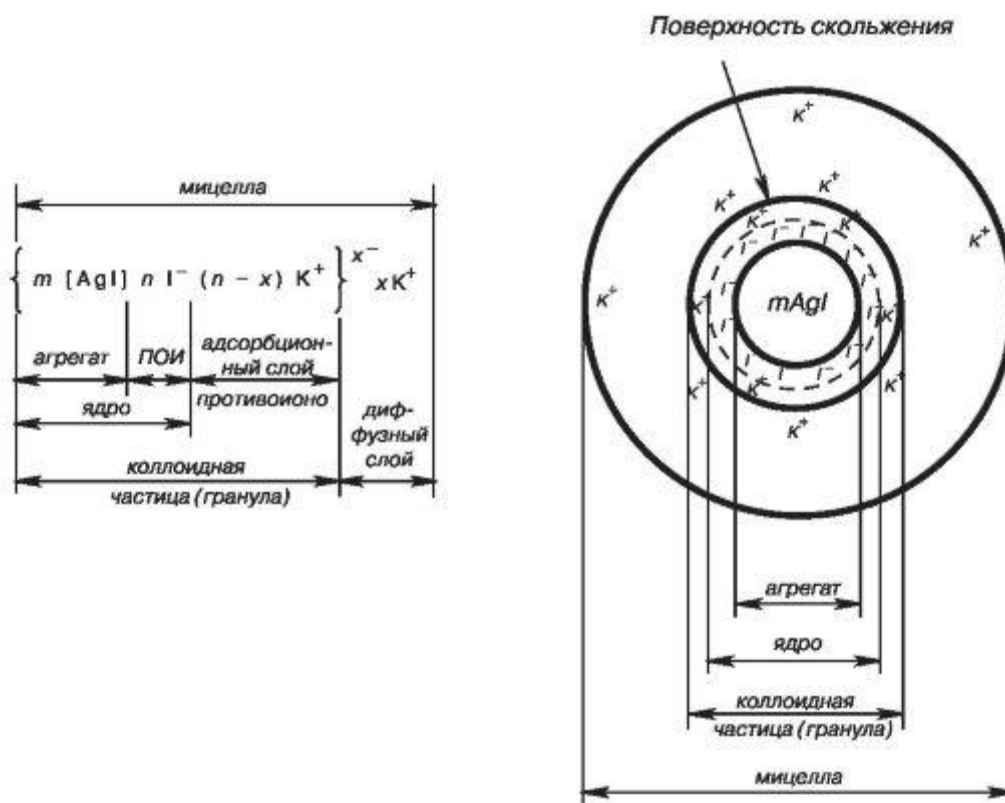 Поверхность скольжения
мицелла
{ m [AgI] n I⁻ (n − x) K⁺ }ˣ⁻ xK⁺
агрегат
ПОИ
адсорбцион-
ный слой
противоионо
ядро
диф-
фузный
слой
коллоидная
частица (гранула)
K⁺
K⁺
K⁺
K⁺
K⁺
K⁺
K⁺
K⁺
mAgI
K⁺
K⁺
K⁺
K⁺
K⁺
K⁺
агрегат
ядро
коллоидная
частица (гранула)
мицелла